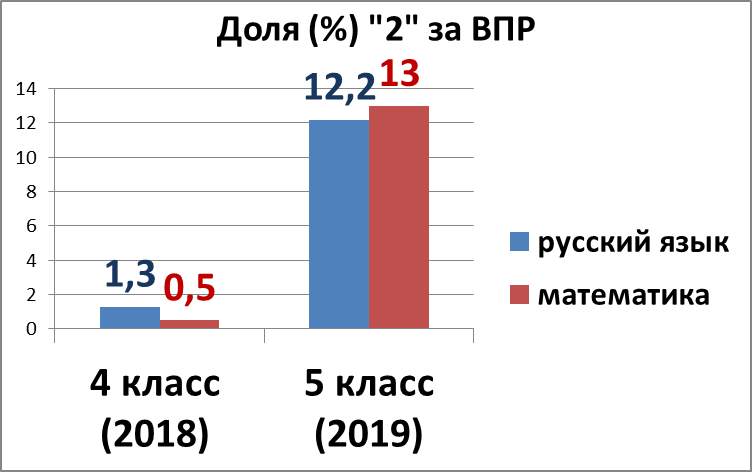 Доля (%) "2" за ВПР
14
12
10
8
6
4
2
0
1,3
0,5
12,2
13
4 класс
(2018)
5 класс
(2019)
русский язык
математика